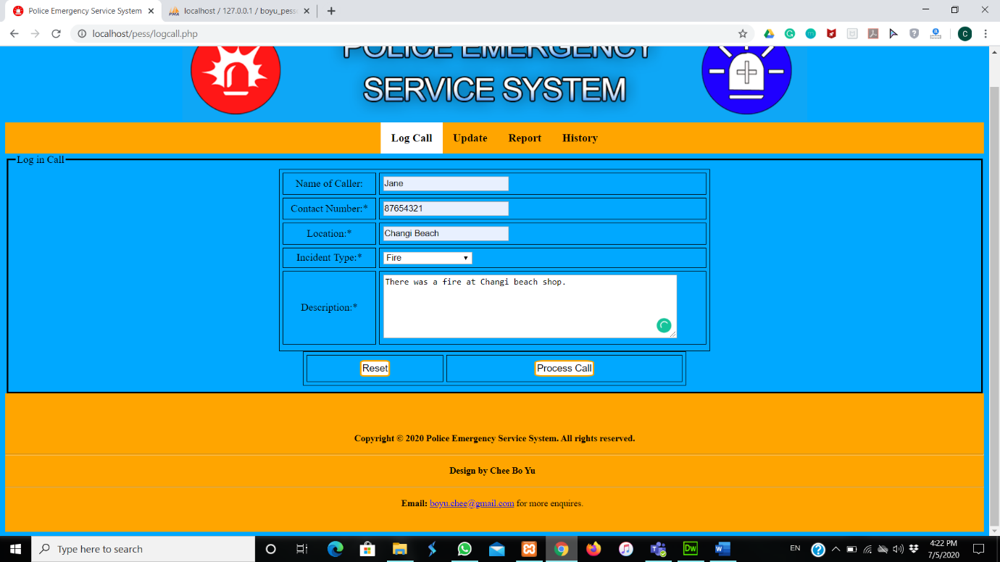 Police Emergency Service System
localhost / 127.0.0.1 / boyu_pess
localhost/pess/logcall.php
C
POLICE EMERGENCY
SERVICE SYSTEM
Log Call Update Report History
Log in Call
Name of Caller: Jane
Contact Number:* 87654321
Location:* Changi Beach
Incident Type:* Fire
Description:* There was a fire at Changi beach shop.
Reset Process Call
Copyright © 2020 Police Emergency Service System. All rights reserved.
Design by Chee Bo Yu
Email: boyu.chee@gmail.com for more enquires.
Type here to search
Dw
W
EN
4:22 PM
7/5/2020